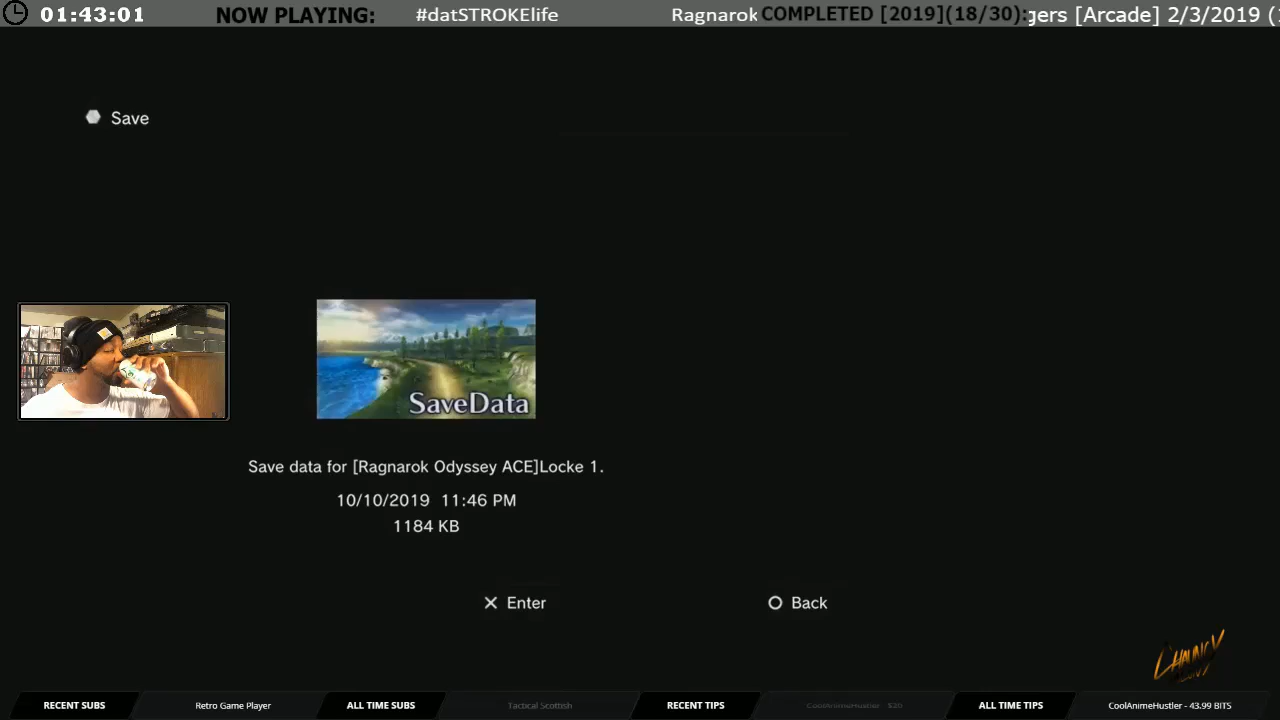 01:43:01 NOW PLAYING: #datSTROKElife Ragnarok COMPLETED [2019](18/30): gers [Arcade] 2/3/2019 (
Save
SaveData
Save data for [Ragnarok Odyssey ACE]Locke 1.
10/10/2019 11:46 PM
1184 KB
Enter
Back
RECENT SUBS Retro Game Player ALL TIME SUBS Tactical Scottish RECENT TIPS CoolAnimeHustler - $20 ALL TIME TIPS CoolAnimeHustler - 43.99 BITS